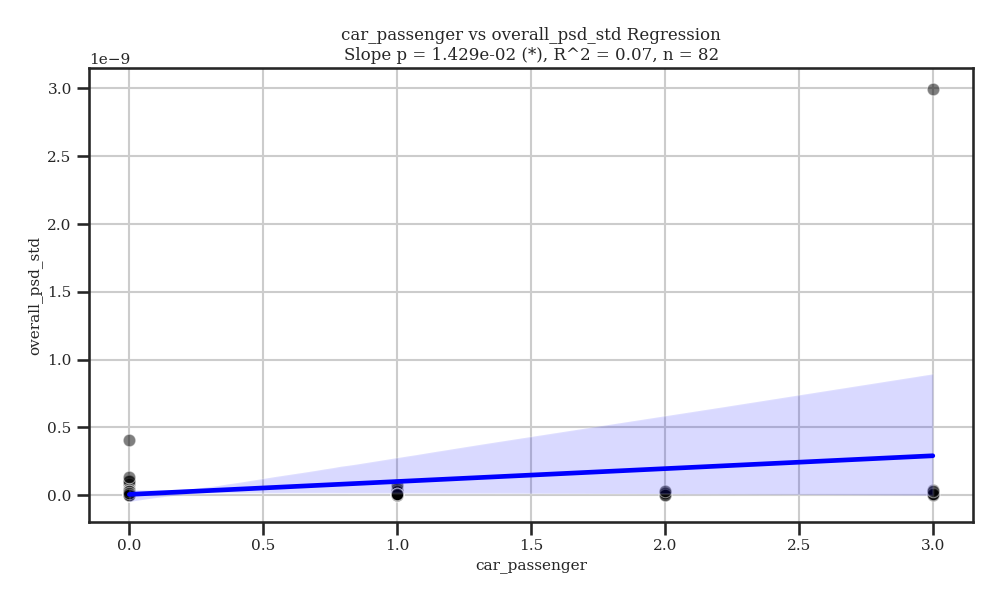 car_passenger vs overall_psd_std Regression
Slope p = 1.429e-02 (*), R^2 = 0.07, n = 82
1e−9
3.0
2.5
2.0
1.5
1.0
0.5
0.0
overall_psd_std
0.0 0.5 1.0 1.5 2.0 2.5 3.0
car_passenger